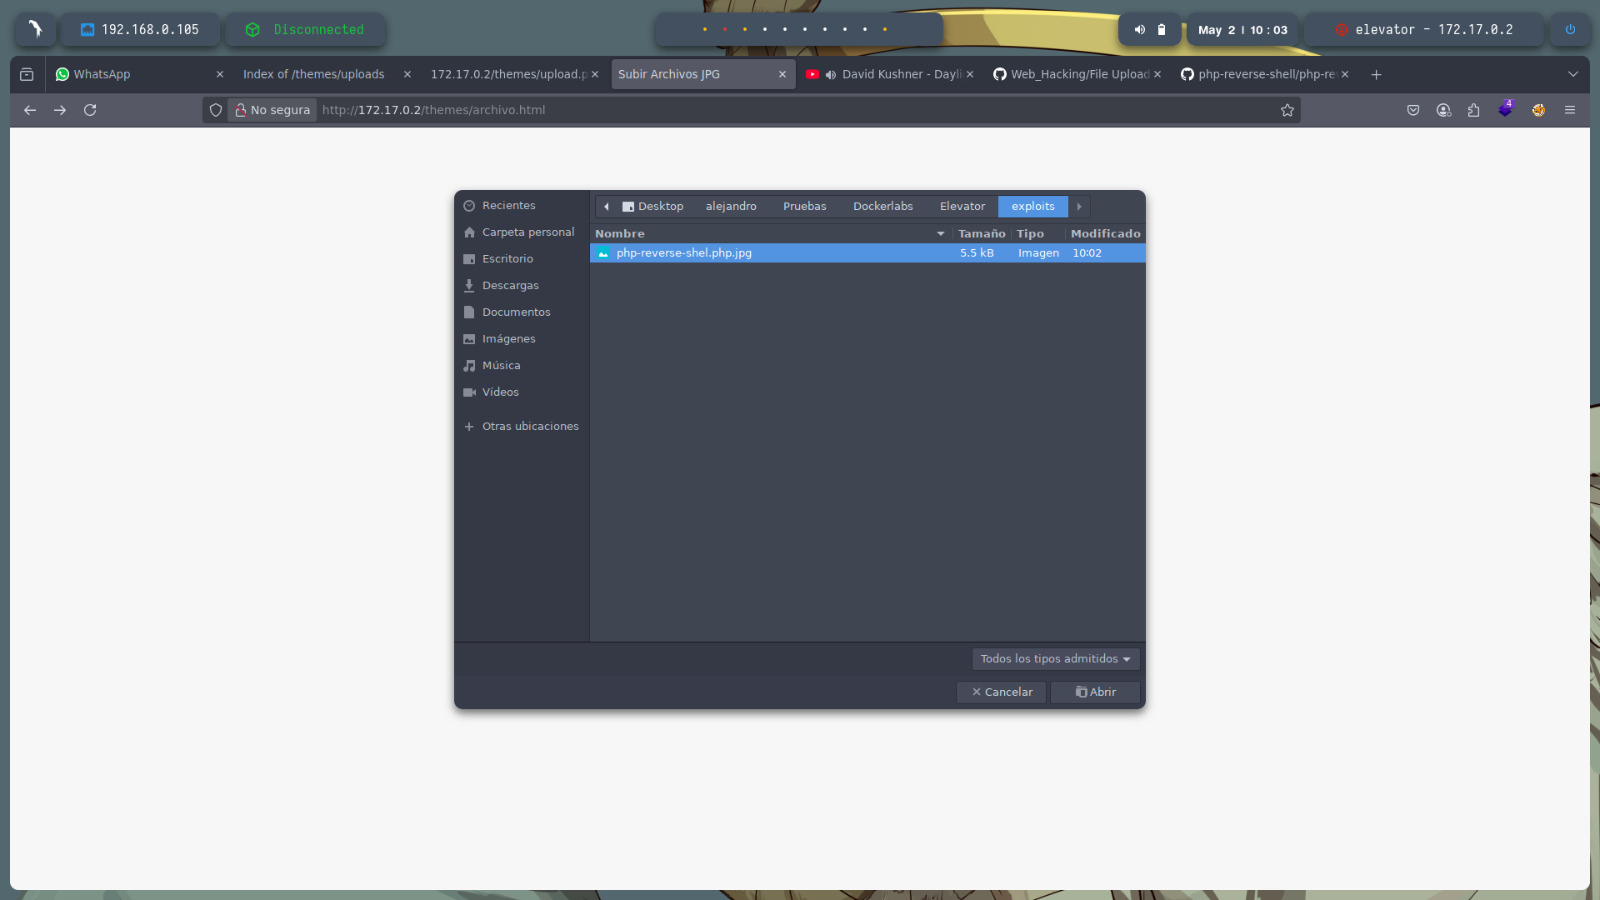 192.168.0.105
Disconnected
May 2 | 10:03
elevator - 172.17.0.2
WhatsApp
Index of /themes/uploads
172.17.0.2/themes/upload.p
Subir Archivos JPG
David Kushner - Dayli
Web_Hacking/File Upload
php-reverse-shell/php-rev
No segura
http://172.17.0.2/themes/archivo.html
4
Recientes
Carpeta personal
Escritorio
Descargas
Documentos
Imágenes
Música
Vídeos
Otras ubicaciones
Desktop
alejandro
Pruebas
Dockerlabs
Elevator
exploits
Nombre
Tamaño
Tipo
Modificado
php-reverse-shel.php.jpg
5.5 kB
Imagen
10:02
Todos los tipos admitidos
Cancelar
Abrir